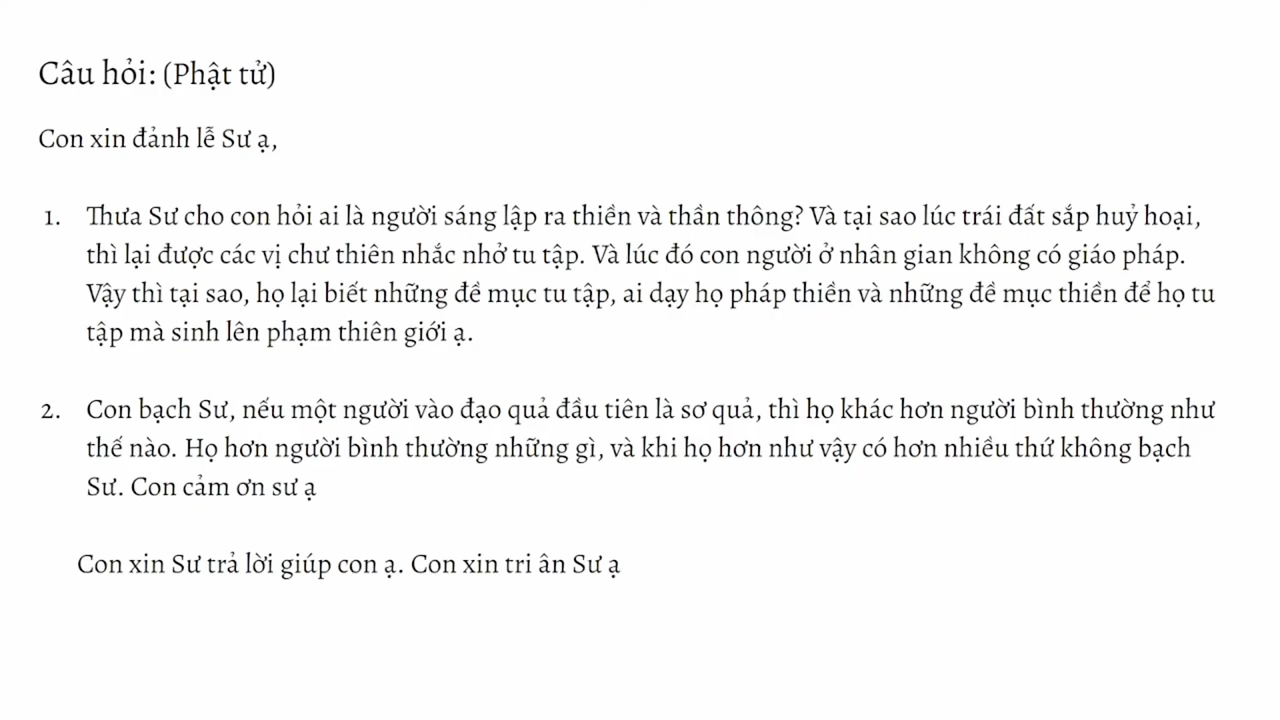 Câu hỏi: (Phật tử)
Con xin đảnh lễ Sư ạ,
1. Thưa Sư cho con hỏi ai là người sáng lập ra thiền và thần thông? Và tại sao lúc trái đất sắp huỷ hoại,
thì lại được các vị chư thiên nhắc nhở tu tập. Và lúc đó con người ở nhân gian không có giáo pháp.
Vậy thì tại sao, họ lại biết những đề mục tu tập, ai dạy họ pháp thiền và những đề mục thiền để họ tu
tập mà sinh lên phạm thiên giới ạ.
2. Con bạch Sư, nếu một người vào đạo quả đầu tiên là sơ quả, thì họ khác hơn người bình thường như
thế nào. Họ hơn người bình thường những gì, và khi họ hơn như vậy có hơn nhiều thứ không bạch
Sư. Con cảm ơn sư ạ
Con xin Sư trả lời giúp con ạ. Con xin tri ân Sư ạ